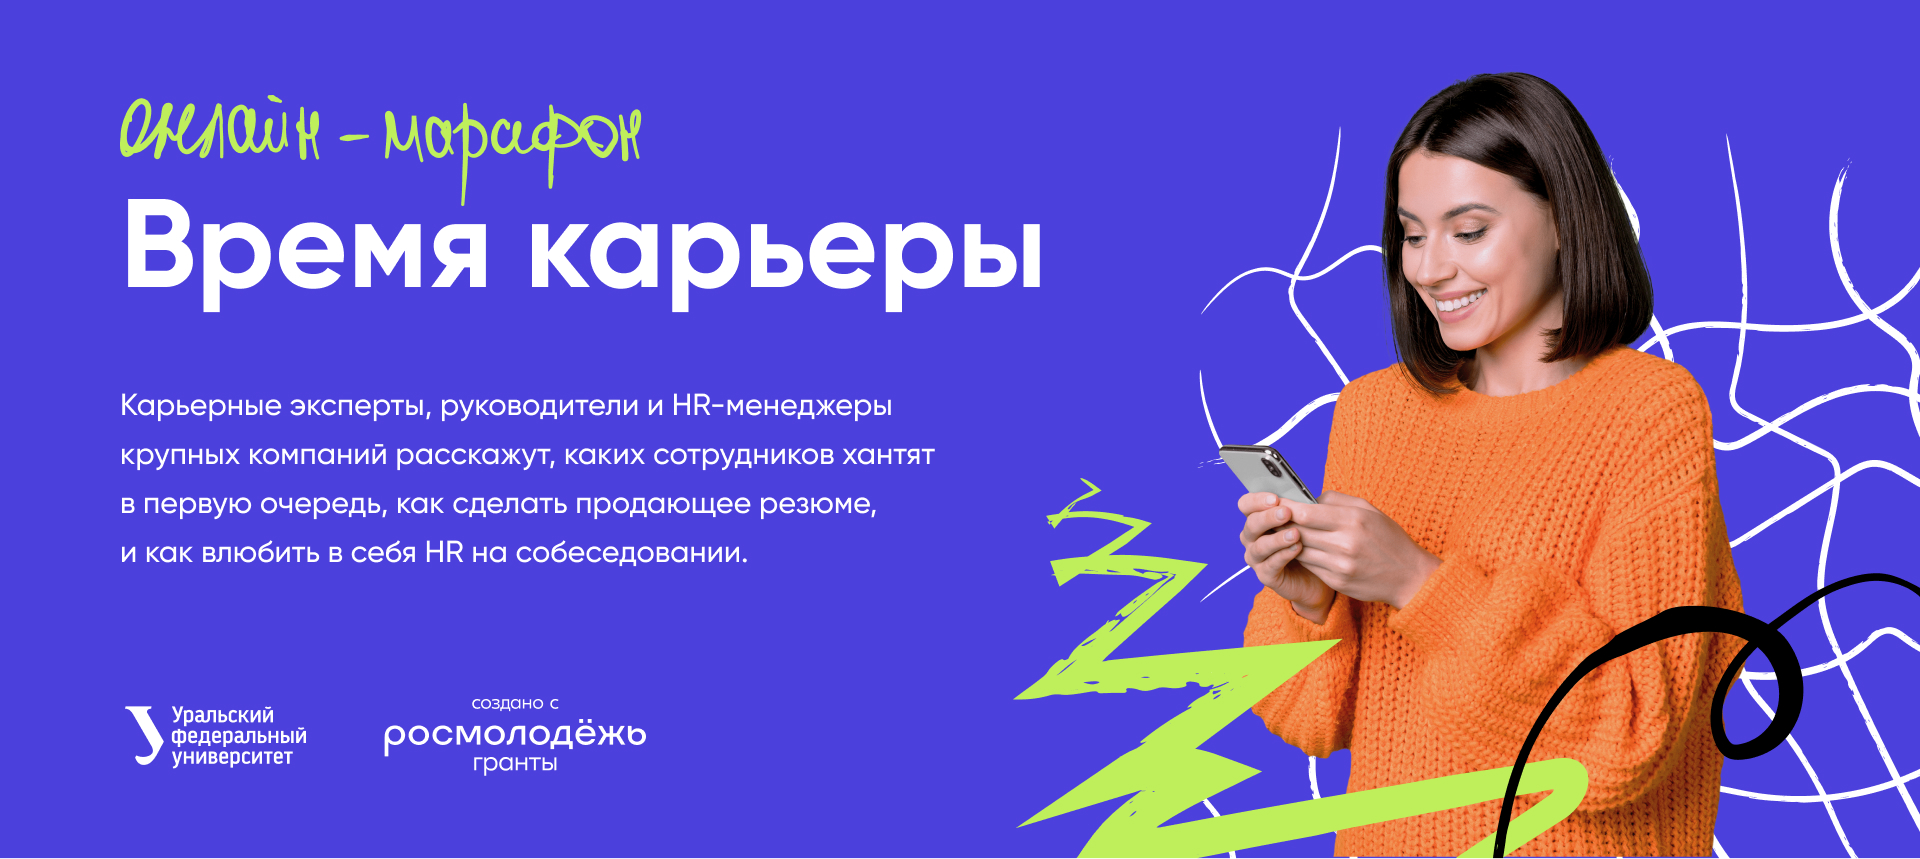 онлайн – марафон
Время карьеры
Карьерные эксперты, руководители и HR-менеджеры
крупных компаний расскажут, каких сотрудников хантят
в первую очередь, как сделать продающее резюме,
и как влюбить в себя HR на собеседовании.
Уральский
федеральный
университет
создано с
росмолодёжь
гранты